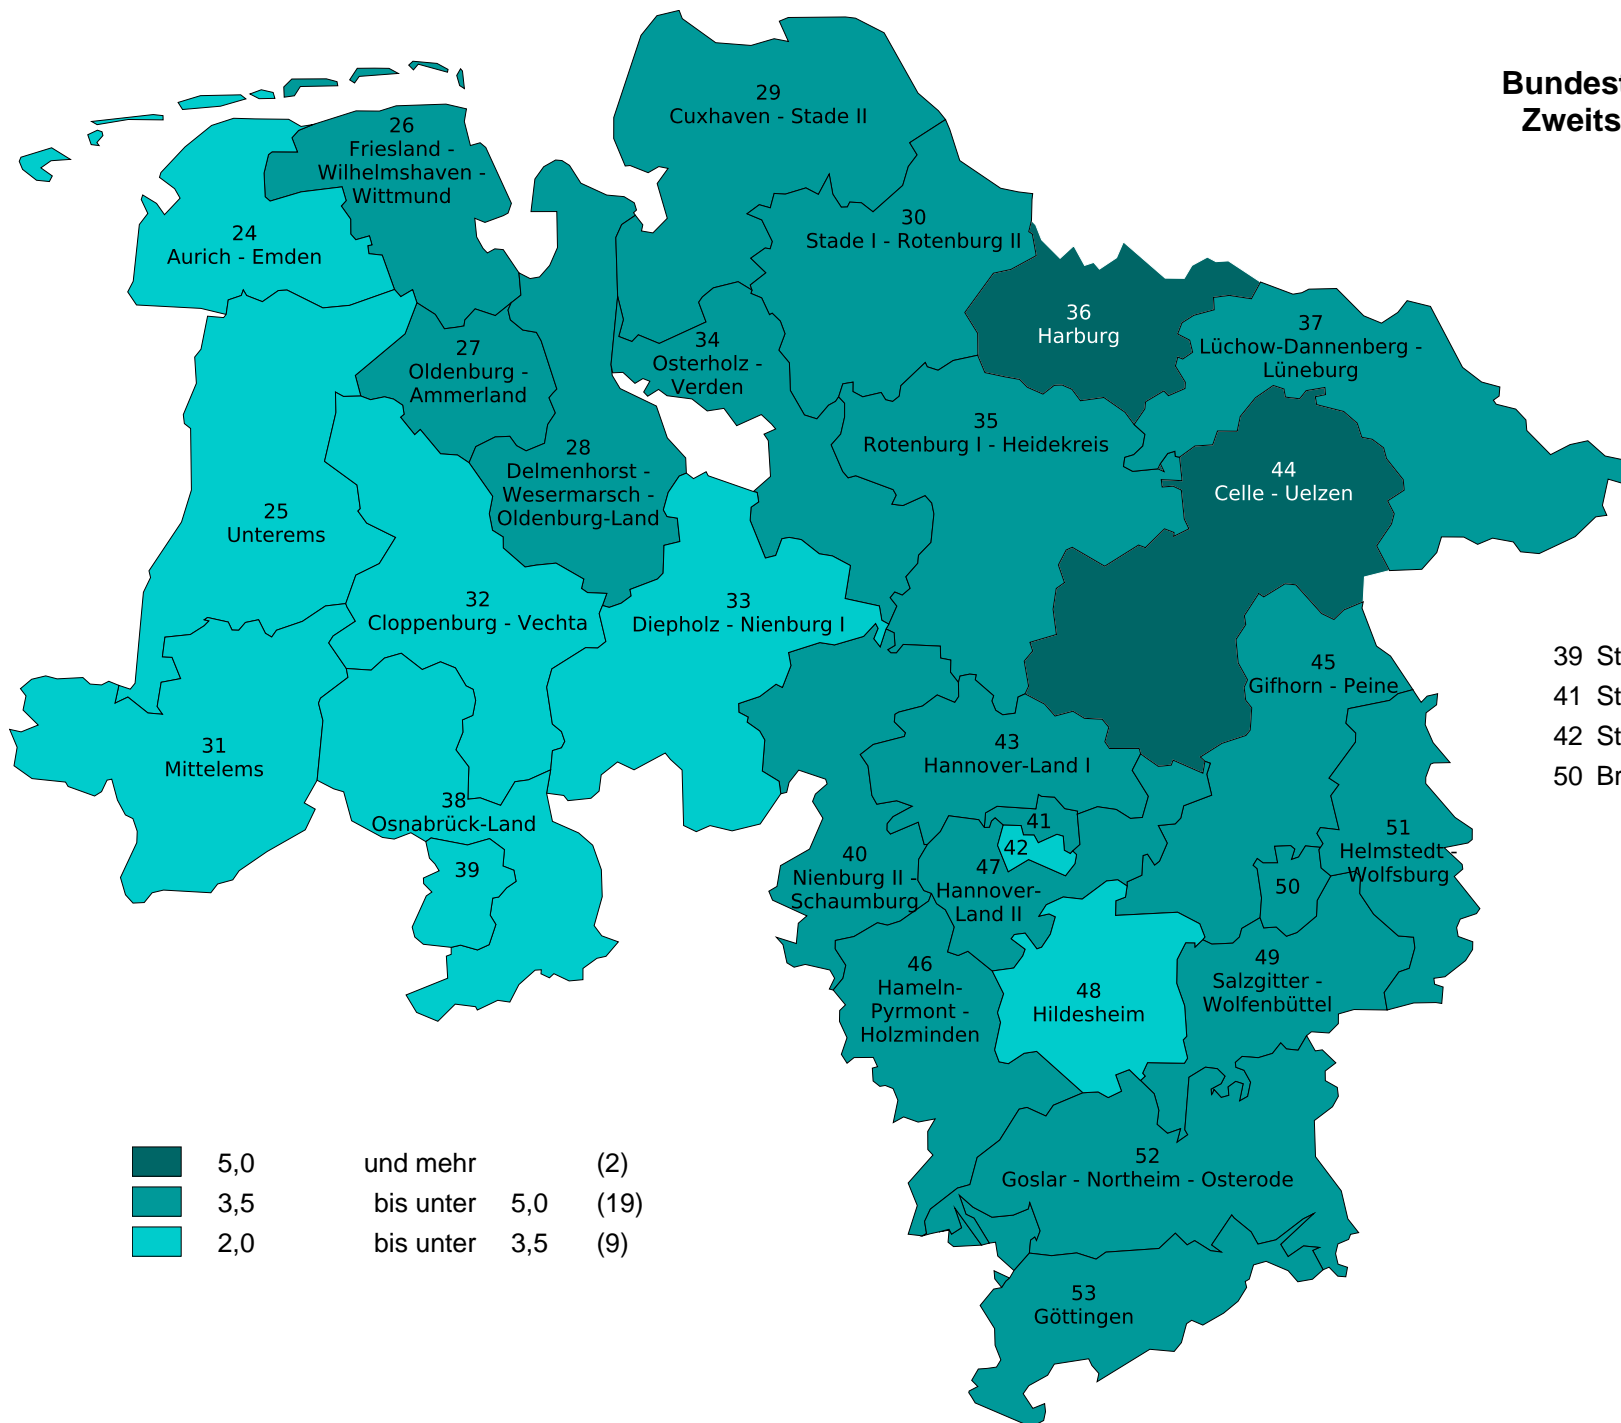 Bundest
Zweits
29
Cuxhaven - Stade II
26
Friesland -
Wilhelmshaven -
Wittmund
24
Aurich - Emden
30
Stade I - Rotenburg II
36
Harburg
37
Lüchow-Dannenberg -
Lüneburg
27
Oldenburg -
Ammerland
34
Osterholz -
Verden
35
Rotenburg I - Heidekreis
28
Delmenhorst -
Wesermarsch -
Oldenburg-Land
44
Celle - Uelzen
25
Unterems
32
Cloppenburg - Vechta
33
Diepholz - Nienburg I
45
Gifhorn - Peine
39 St
41 St
42 St
50 Br
31
Mittelems
43
Hannover-Land I
38
Osnabrück-Land
39
41
42
40
Nienburg II -
Schaumburg
47
Hannover-
Land II
51
Helmstedt -
Wolfsburg
50
46
Hameln-
Pyrmont -
Holzminden
48
Hildesheim
49
Salzgitter -
Wolfenbüttel
52
Goslar - Northeim - Osterode
53
Göttingen
5,0 und mehr (2)
3,5 bis unter 5,0 (19)
2,0 bis unter 3,5 (9)